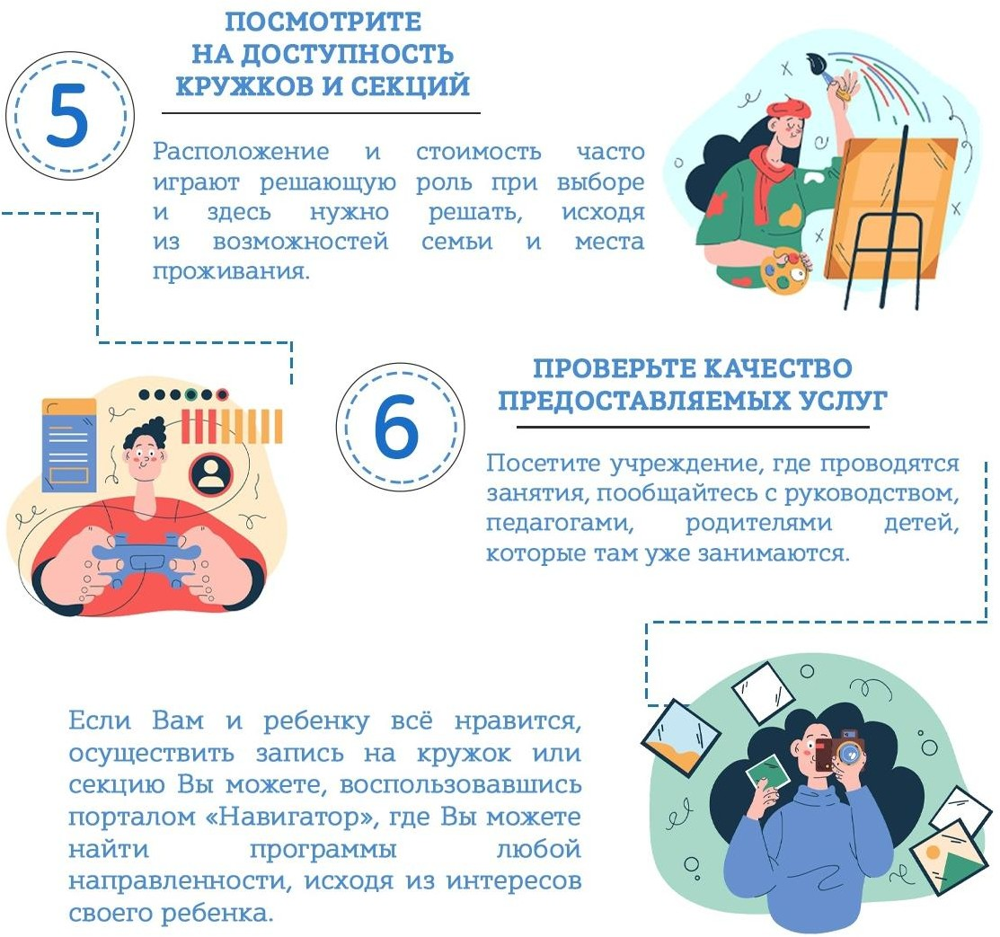 5
ПОСМОТРИТЕ
НА ДОСТУПНОСТЬ
КРУЖКОВ И СЕКЦИЙ
Расположение и стоимость часто
играют решающую роль при выборе
и здесь нужно решать, исходя
из возможностей семьи и места
проживания.
6
ПРОВЕРЬТЕ КАЧЕСТВО
ПРЕДОСТАВЛЯЕМЫХ УСЛУГ
Посетите учреждение, где проводятся
занятия, пообщайтесь с руководством,
педагогами, родителями детей,
которые там уже занимаются.
Если Вам и ребенку всё нравится,
осуществить запись на кружок или
секцию Вы можете, воспользовавшись
порталом «Навигатор», где Вы можете
найти программы любой
направленности, исходя из интересов
своего ребенка.